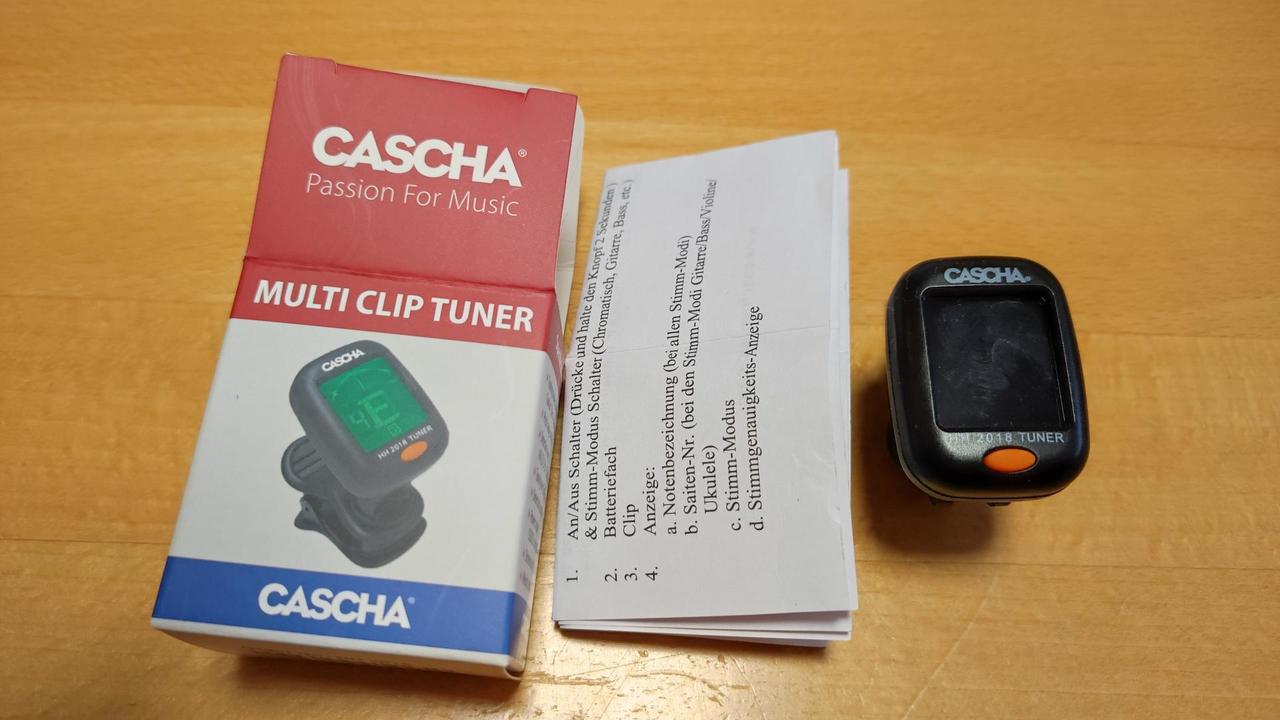 CASCHA®
Passion For Music
MULTI CLIP TUNER
CASCHA
4E
HH 2018 TUNER
CASCHA®
1. An/Aus Schalter (Drücke und halte den Knopf 2 Sekunden )
& Stimm-Modus Schalter (Chromatisch, Gitarre, Bass, etc.)
2. Batteriefach
3. Clip
4. Anzeige:
a. Notenbezeichnung (bei allen Stimm-Modi)
b. Saiten-Nr. (bei den Stimm-Modi Gitarre/Bass/Violine/
Ukulele)
c. Stimm-Modus
d. Stimmgenauigkeits-Anzeige
CASCHA®
HH 2018 TUNER